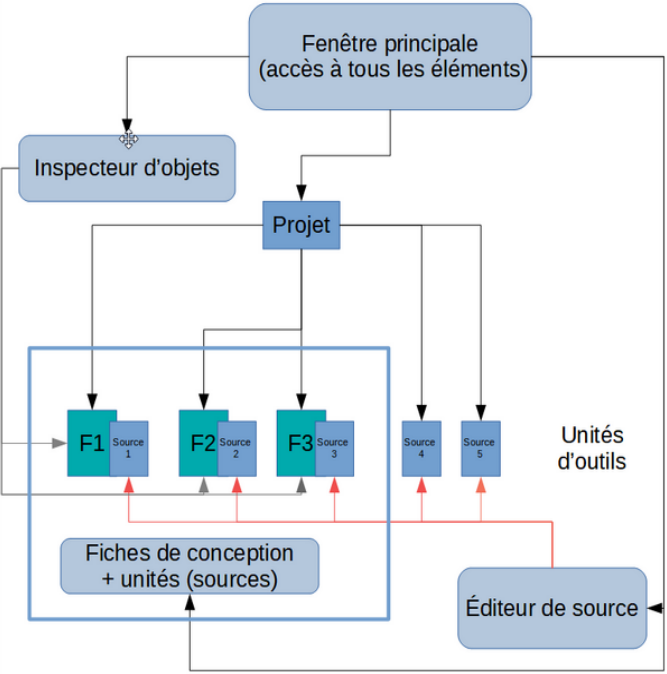 Fenêtre principale
(accès à tous les éléments)
Inspecteur d'objets
Projet
F1
Source
1
F2
Source
2
F3
Source
3
Source
4
Source
5
Unités
d'outils
Fiches de conception
+ unités (sources)
Éditeur de source